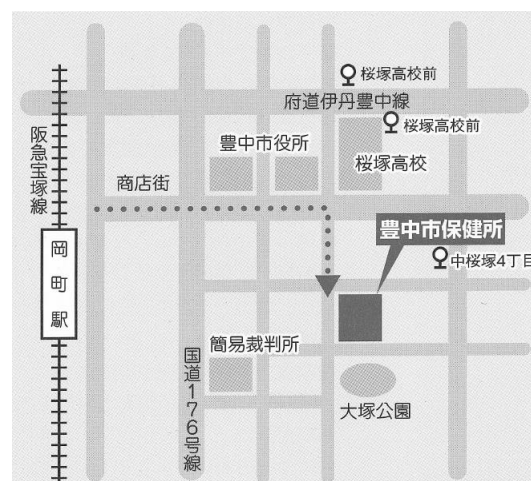 桜塚高校前
府道伊丹豊中線
桜塚高校前
豊中市役所
桜塚高校
阪急宝塚線
商店街
豊中市保健所
岡町駅
中桜塚4丁目
簡易裁判所
国道176号線
大塚公園